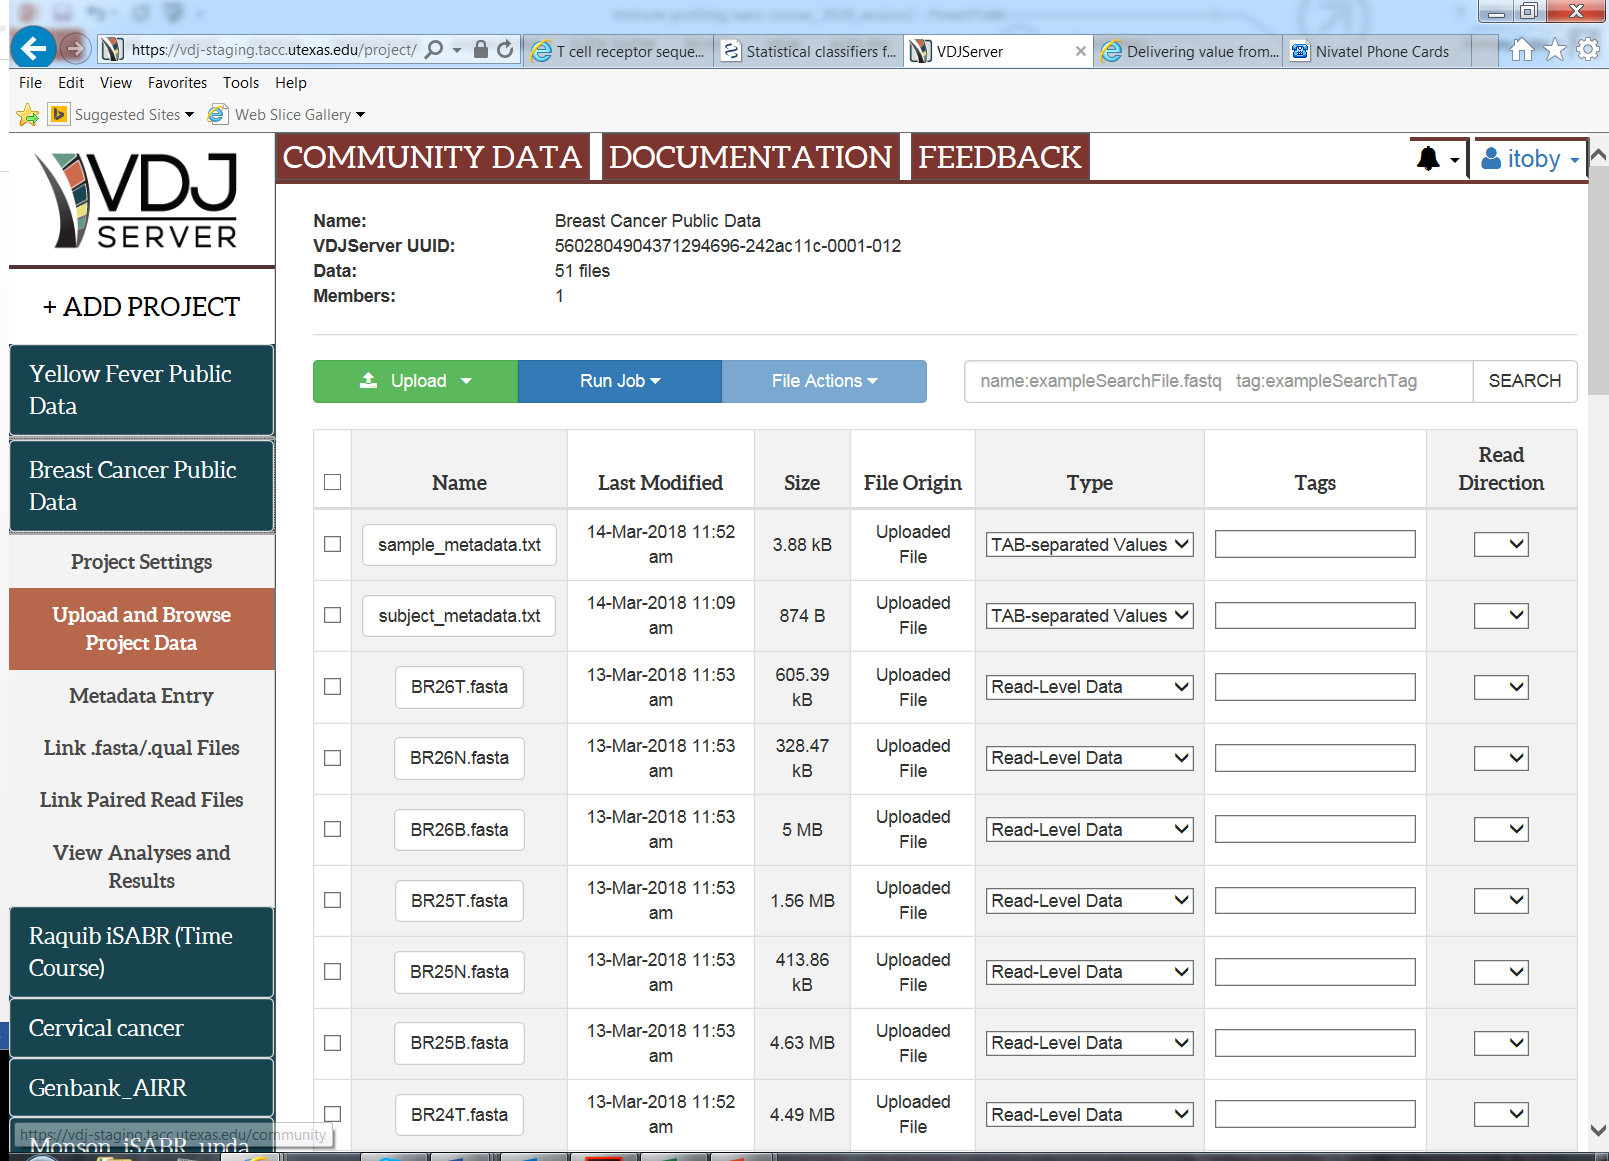 https://vdj-staging.tacc.utexas.edu/project/
T cell receptor seque...
Statistical classifiers f...
VDJServer
Delivering value from...
Nivatel Phone Cards
File Edit View Favorites Tools Help
Suggested Sites
Web Slice Gallery
VDJ
SERVER
COMMUNITY DATA
DOCUMENTATION
FEEDBACK
itoby
+ ADD PROJECT
Yellow Fever Public
Data
Breast Cancer Public
Data
Project Settings
Upload and Browse
Project Data
Metadata Entry
Link .fasta/.qual Files
Link Paired Read Files
View Analyses and
Results
Raquib iSABR (Time
Course)
Cervical cancer
Genbank_AIRR
Monson_iSABR_upda
https://vdj-staging.tacc.utexas.edu/community
Name: Breast Cancer Public Data
VDJServer UUID: 5602804904371294696-242ac11c-0001-012
Data: 51 files
Members: 1
Upload
Run Job
File Actions
name:exampleSearchFile.fastq tag:exampleSearchTag
SEARCH
Name Last Modified Size File Origin Type Tags Read
Direction
sample_metadata.txt 14-Mar-2018 11:52
am 3.88 kB Uploaded
File TAB-separated Values
subject_metadata.txt 14-Mar-2018 11:09
am 874 B Uploaded
File TAB-separated Values
BR26T.fasta 13-Mar-2018 11:53
am 605.39
kB Uploaded
File Read-Level Data
BR26N.fasta 13-Mar-2018 11:53
am 328.47
kB Uploaded
File Read-Level Data
BR26B.fasta 13-Mar-2018 11:53
am 5 MB Uploaded
File Read-Level Data
BR25T.fasta 13-Mar-2018 11:53
am 1.56 MB Uploaded
File Read-Level Data
BR25N.fasta 13-Mar-2018 11:53
am 413.86
kB Uploaded
File Read-Level Data
BR25B.fasta 13-Mar-2018 11:53
am 4.63 MB Uploaded
File Read-Level Data
BR24T.fasta 13-Mar-2018 11:52
am 4.49 MB Uploaded
File Read-Level Data